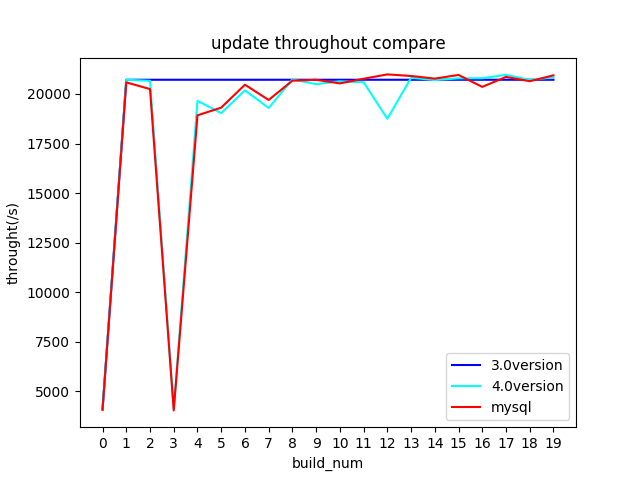 update throughout compare
throught(/s)
20000
17500
15000
12500
10000
7500
5000
0 1 2 3 4 5 6 7 8 9 10 11 12 13 14 15 16 17 18 19
build_num
3.0version
4.0version
mysql